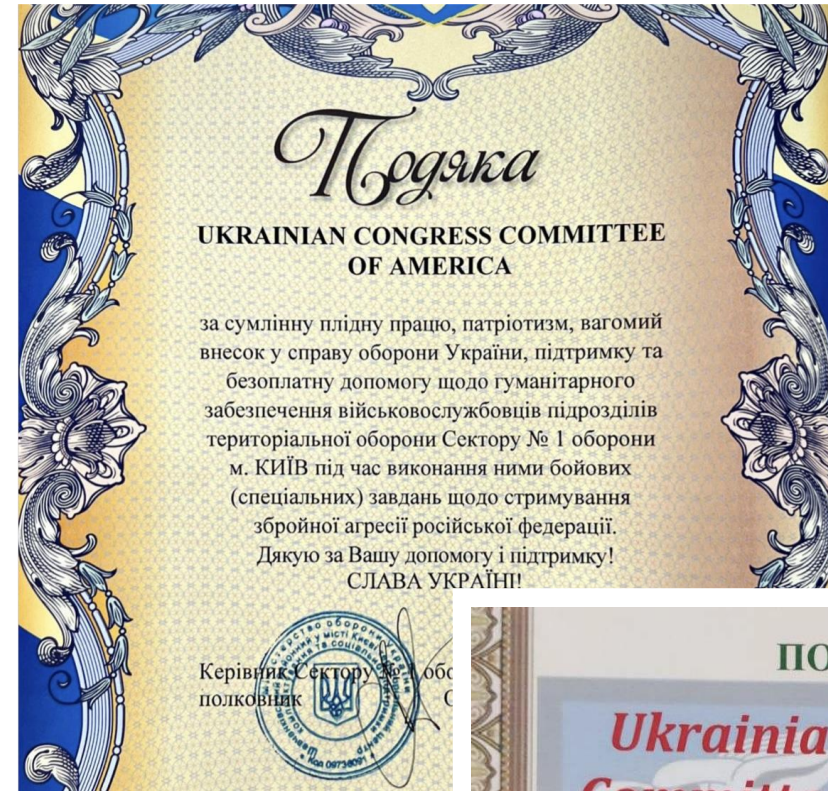 Подяка
UKRAINIAN CONGRESS COMMITTEE
OF AMERICA
за сумлінну плідну працю, патріотизм, вагомий
внесок у справу оборони України, підтримку та
безоплатну допомогу щодо гуманітарного
забезпечення військовослужбовців підрозділів
територіальної оборони Сектору № 1 оборони
м. КИЇВ під час виконання ними бойових
(спеціальних) завдань щодо стримування
збройної агресії російської федерації.
Дякую за Вашу допомогу і підтримку!
СЛАВА УКРАЇНІ!
Керівник Сектору № 1
полковник
Ukrainia